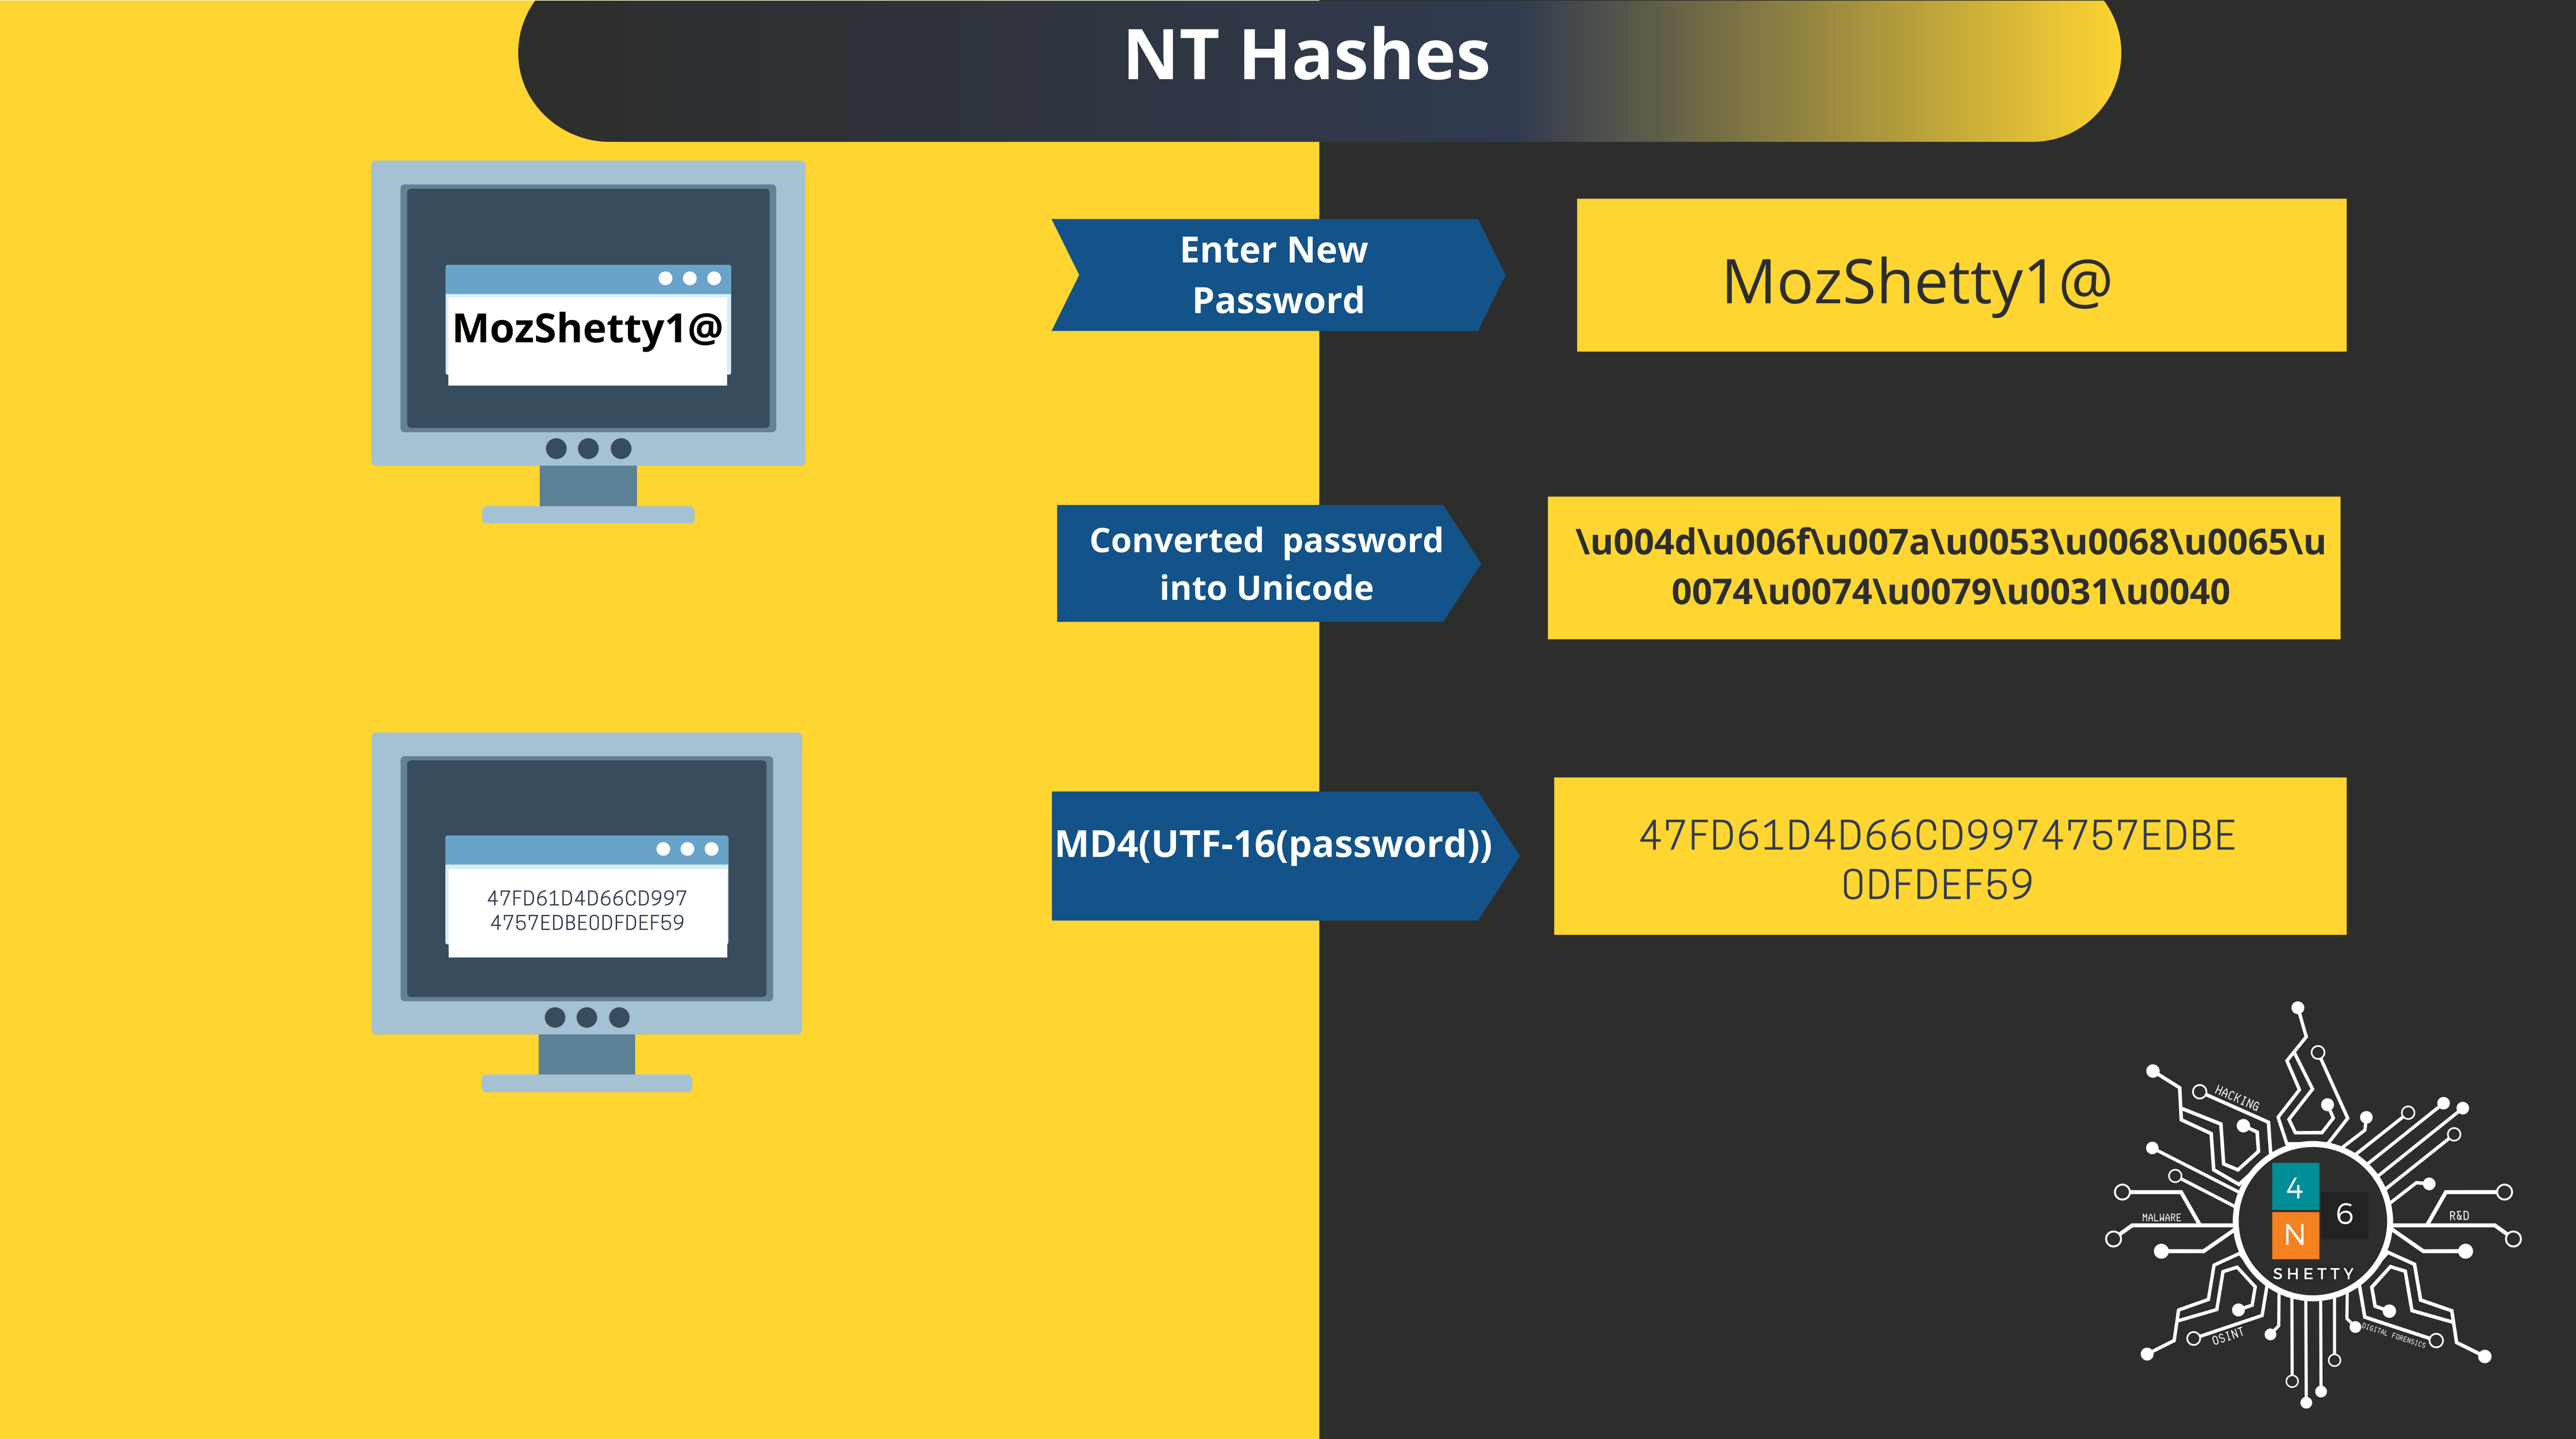 NT Hashes
MozShetty1@
Enter New
Password
MozShetty1@
Converted  password
into Unicode
\u004d\u006f\u007a\u0053\u0068\u0065\u
0074\u0074\u0079\u0031\u0040
47FD61D4D66CD997
4757EDBE0DFDEF59
MD4(UTF-16(password))
47FD61D4D66CD9974757EDBE
0DFDEF59
HACKING
MALWARE
4
N
6
SHETTY
R&D
OSINT
DIGITAL FORENSICS